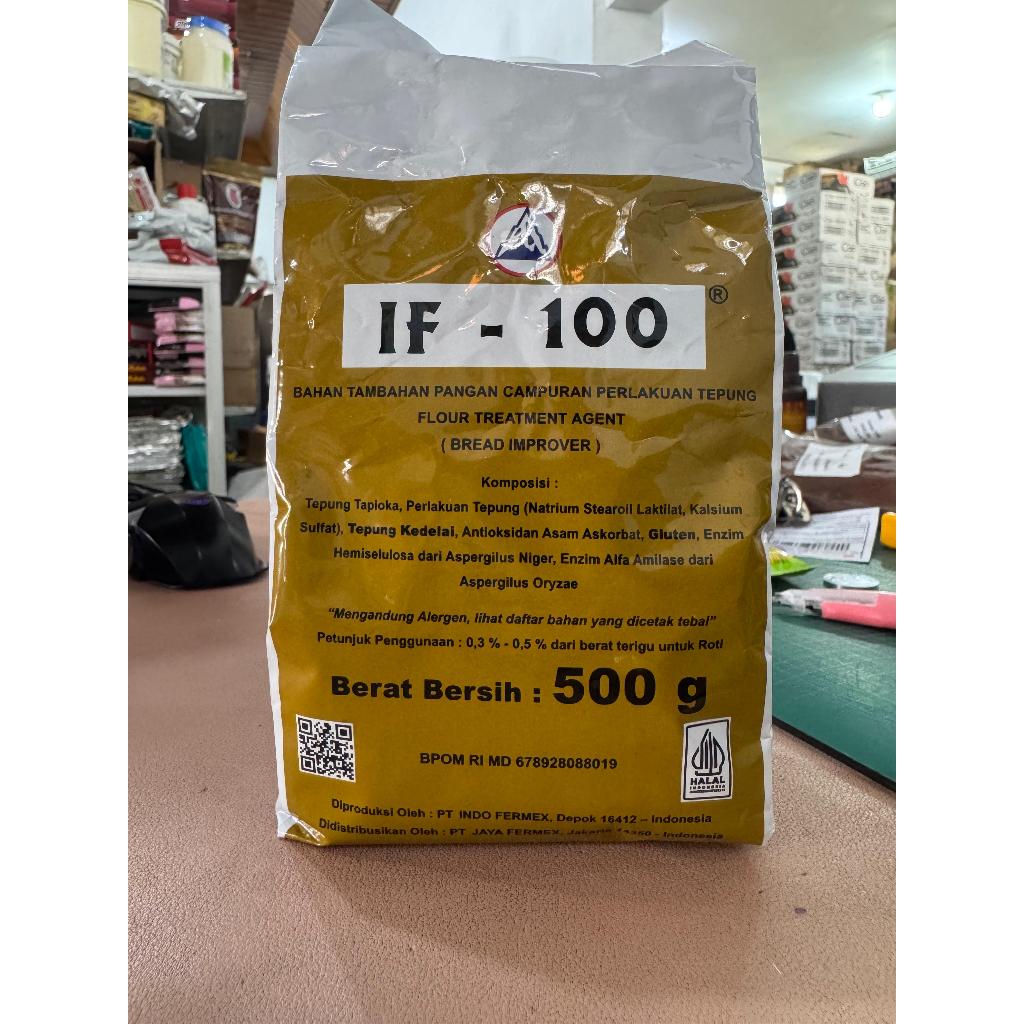 IF - 100 ®
BAHAN TAMBAHAN PANGAN CAMPURAN PERLAKUAN TEPUNG
FLOUR TREATMENT AGENT
( BREAD IMPROVER )
Komposisi :
Tepung Tapioka, Perlakuan Tepung (Natrium Stearoil Laktilat, Kalsium
Sulfat), Tepung Kedelai, Antioksidan Asam Askorbat, Gluten, Enzim
Hemiselulosa dari Aspergilus Niger, Enzim Alfa Amilase dari
Aspergilus Oryzae
"Mengandung Alergen, lihat daftar bahan yang dicetak tebal"
Petunjuk Penggunaan : 0,3 % - 0,5 % dari berat terigu untuk Roti
Berat Bersih : 500 g
BPOM RI MD 678928088019
HALAL
INDONESIA
Diproduksi Oleh : PT INDO FERMEX, Depok 16412 – Indonesia
Didistribusikan Oleh : PT JAYA FERMEX, Jakarta - Indonesia